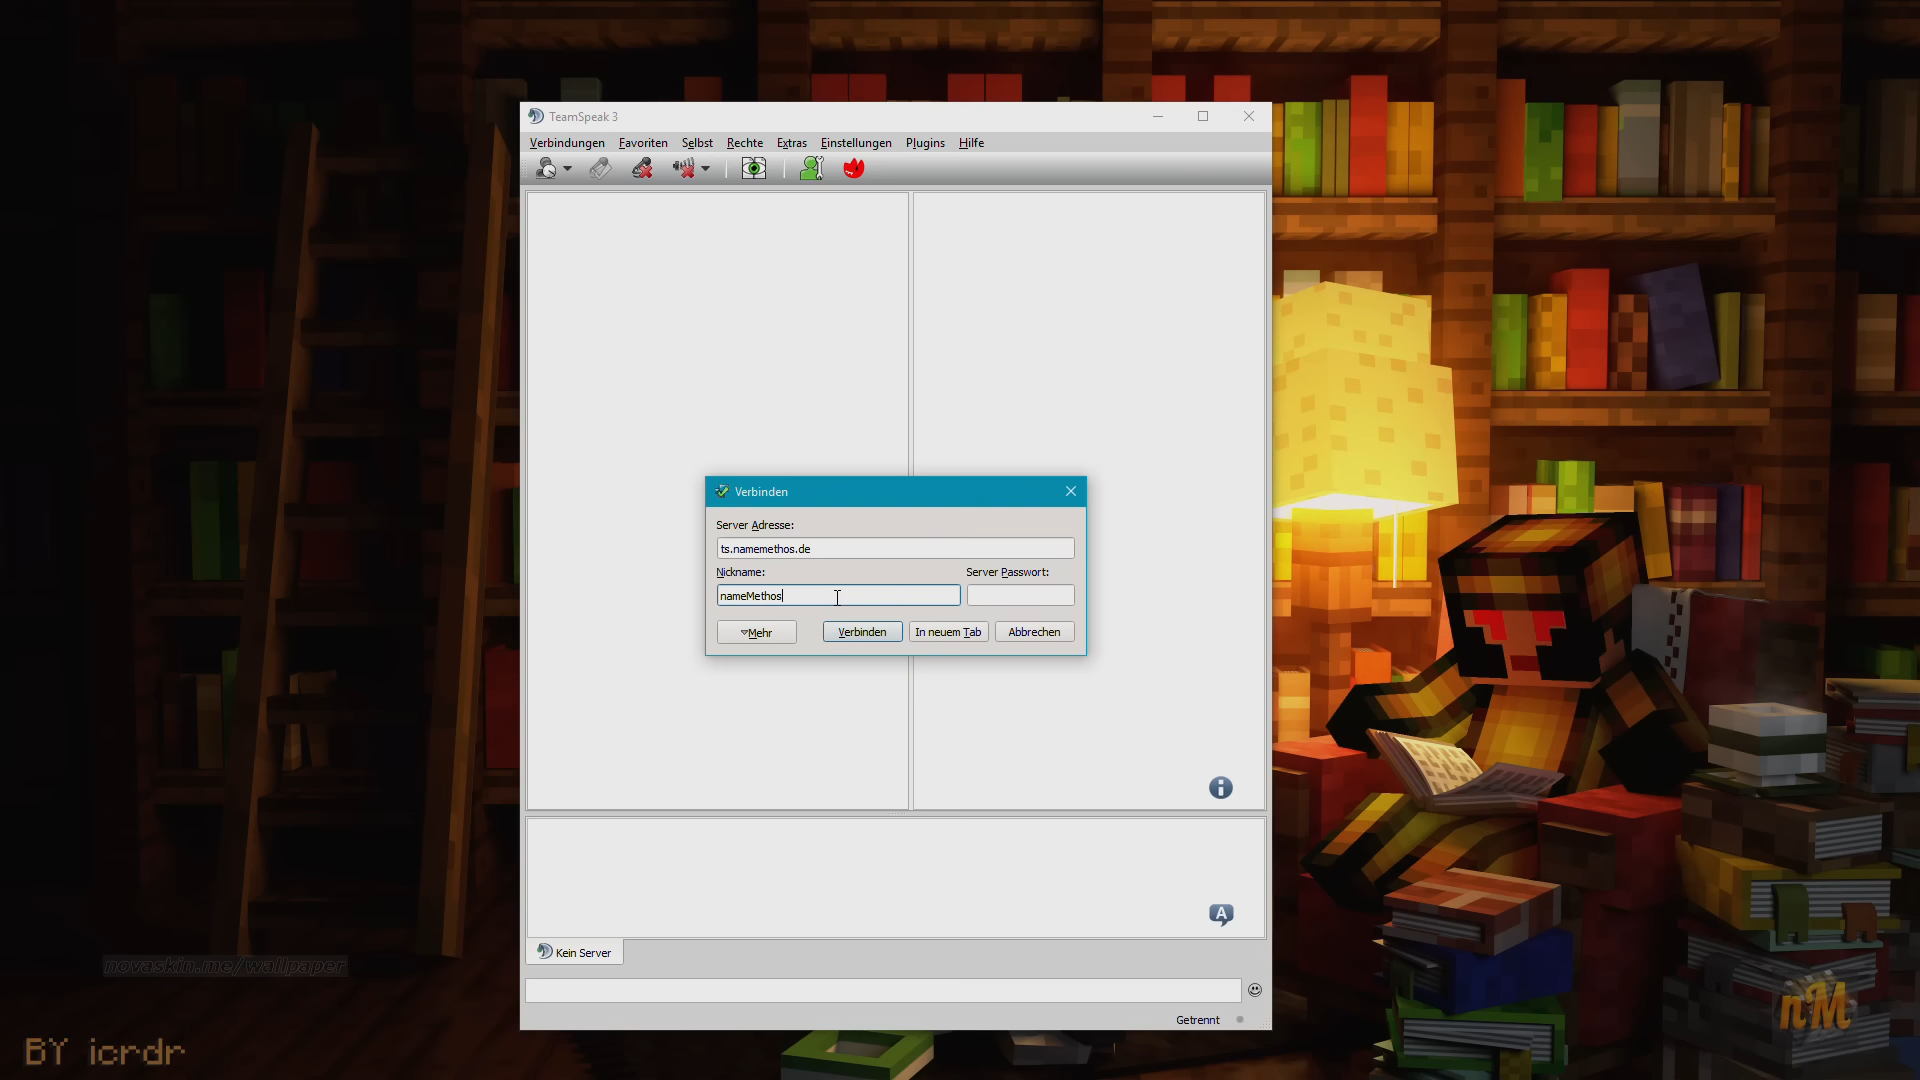 TeamSpeak 3
Verbindungen Favoriten Selbst Rechte Extras Einstellungen Plugins Hilfe
Verbinden
Server Adresse:
ts.namemethos.de
Nickname: Server Passwort:
nameMethos
Mehr Verbinden In neuem Tab Abbrechen
A
Kein Server
Getrennt
novaskin.me/wallpaper
BY icrdr
nM